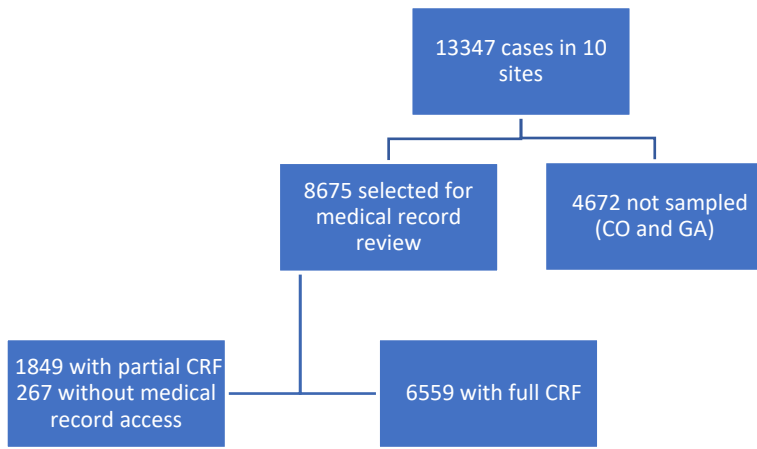 13347 cases in 10
sites
8675 selected for
medical record
review
4672 not sampled
(CO and GA)
1849 with partial CRF
267 without medical
record access
6559 with full CRF